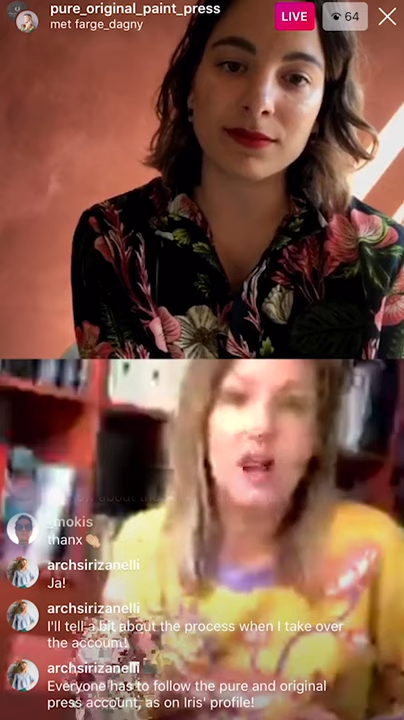 pure_original_paint_press
met farge_dagny
LIVE
64
_mokis
thanx 👏🏼
archsirizanelli
Ja!
archsirizanelli
I'll tell a bit about the process when I take over
the account!
archsirizanelli
Everyone has to follow the pure and original
press account, as on Iris' profile!